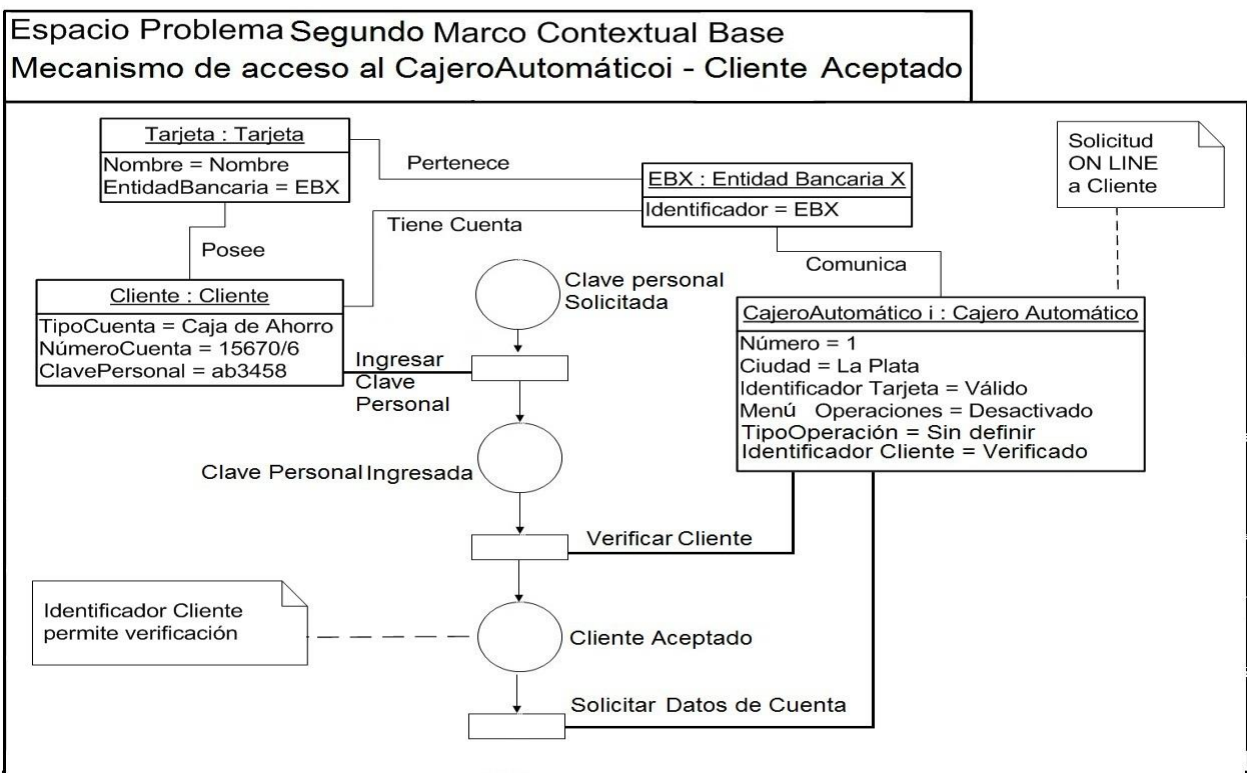 Espacio Problema Segundo Marco Contextual Base
Mecanismo de acceso al CajeroAutomáticoi - Cliente Aceptado
Tarjeta : Tarjeta
Nombre = Nombre
EntidadBancaria = EBX
Pertenece
EBX : Entidad Bancaria X
Identificador = EBX
Solicitud
ON LINE
a Cliente
Posee
Tiene Cuenta
Comunica
Cliente : Cliente
TipoCuenta = Caja de Ahorro
NúmeroCuenta = 15670/6
ClavePersonal = ab3458
Clave personal
Solicitada
CajeroAutomático i : Cajero Automático
Número = 1
Ciudad = La Plata
Identificador Tarjeta = Válido
Menú Operaciones = Desactivado
TipoOperación = Sin definir
Identificador Cliente = Verificado
Ingresar
Clave
Personal
Clave Personal Ingresada
Verificar Cliente
Identificador Cliente
permite verificación
Cliente Aceptado
Solicitar Datos de Cuenta